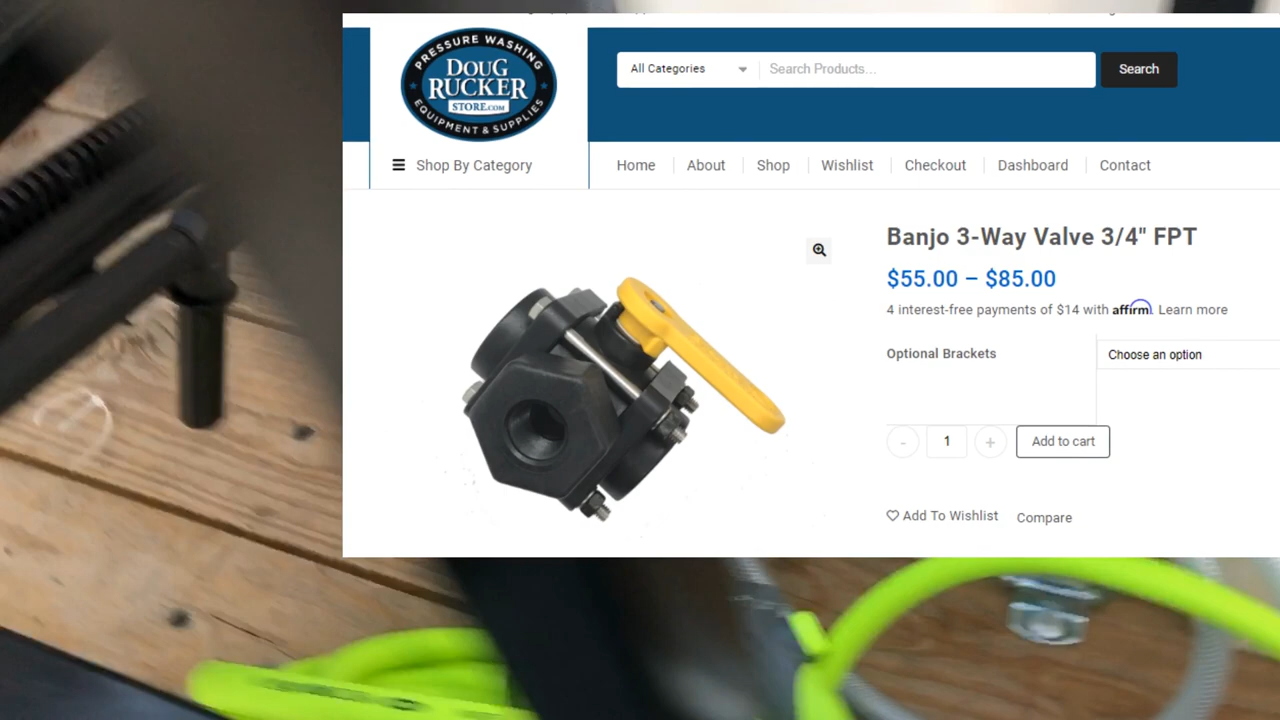 PRESSURE WASHING
DOUG
RUCKER
STORE.COM
EQUIPMENT & SUPPLIES
All Categories
Search Products...
Search
Shop By Category
Home
About
Shop
Wishlist
Checkout
Dashboard
Contact
Banjo 3-Way Valve 3/4" FPT
$55.00 – $85.00
4 interest-free payments of $14 with affirm. Learn more
Optional Brackets
Choose an option
- 1 +
Add to cart
Add To Wishlist
Compare